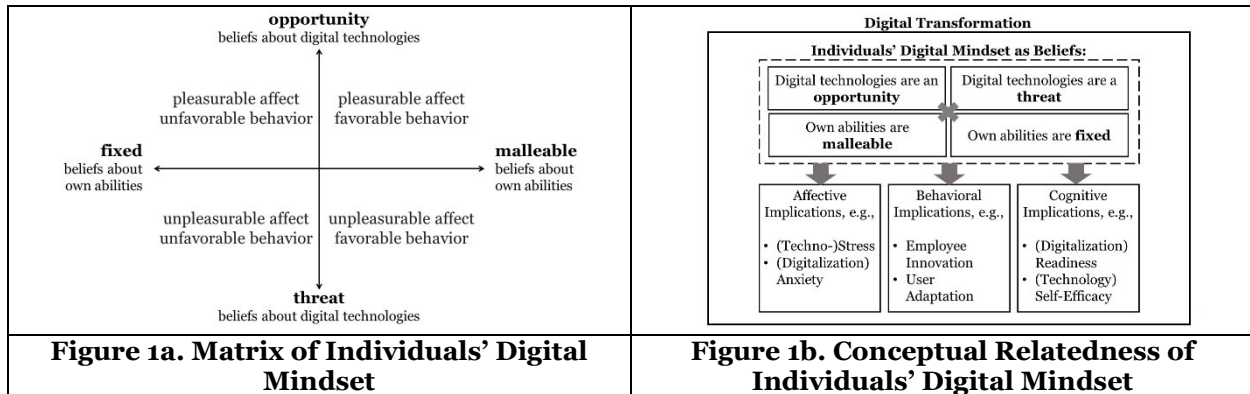 opportunity
beliefs about digital technologies
pleasurable affect
unfavorable behavior
pleasurable affect
favorable behavior
fixed
beliefs about
own abilities
malleable
beliefs about
own abilities
unpleasurable affect
unfavorable behavior
unpleasurable affect
favorable behavior
threat
beliefs about digital technologies
Figure 1a. Matrix of Individuals’ Digital
Mindset
Digital Transformation
Individuals’ Digital Mindset as Beliefs:
Digital technologies are an
opportunity
Digital technologies are a
threat
Own abilities are
malleable
Own abilities are fixed
Affective
Implications, e.g.,
• (Techno-)Stress
• (Digitalization)
Anxiety
Behavioral
Implications, e.g.,
• Employee
Innovation
• User
Adaptation
Cognitive
Implications, e.g.,
• (Digitalization)
Readiness
• (Technology)
Self-Efficacy
Figure 1b. Conceptual Relatedness of
Individuals’ Digital Mindset